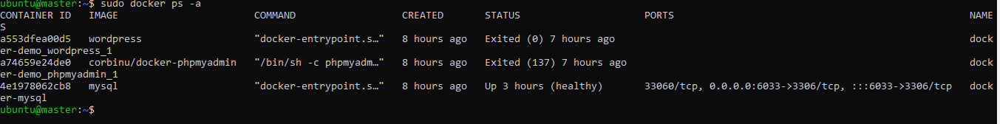 ubuntu@master:~$ sudo docker ps -a
CONTAINER ID   IMAGE                       COMMAND                  CREATED       STATUS                     PORTS                                                    NAME
S
a553dfea00d5   wordpress                   "docker-entrypoint.s…"   8 hours ago   Exited (0) 7 hours ago                                                              dock
er-demo_wordpress_1
a74659e24de0   corbinu/docker-phpmyadmin   "/bin/sh -c phpmyadm…"   8 hours ago   Exited (137) 7 hours ago                                                            dock
er-demo_phpmyadmin_1
4e1978062cb8   mysql                       "docker-entrypoint.s…"   8 hours ago   Up 3 hours (healthy)       33060/tcp, 0.0.0.0:6033->3306/tcp, :::6033->3306/tcp   dock
er-mysql
ubuntu@master:~$